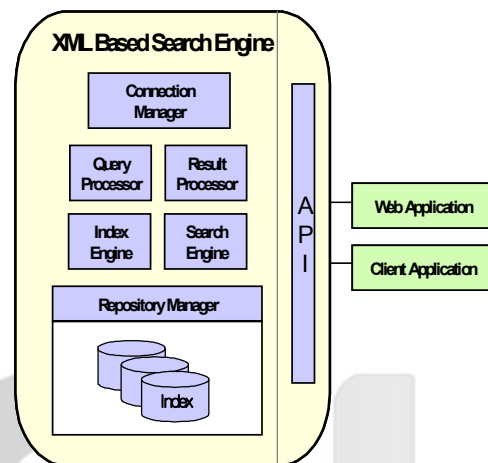 XML Based Search Engine
Connection
Manager
Query
Processor
Result
Processor
Index
Engine
Search
Engine
Repository Manager
Index
A
P
I
Web Application
Client Application